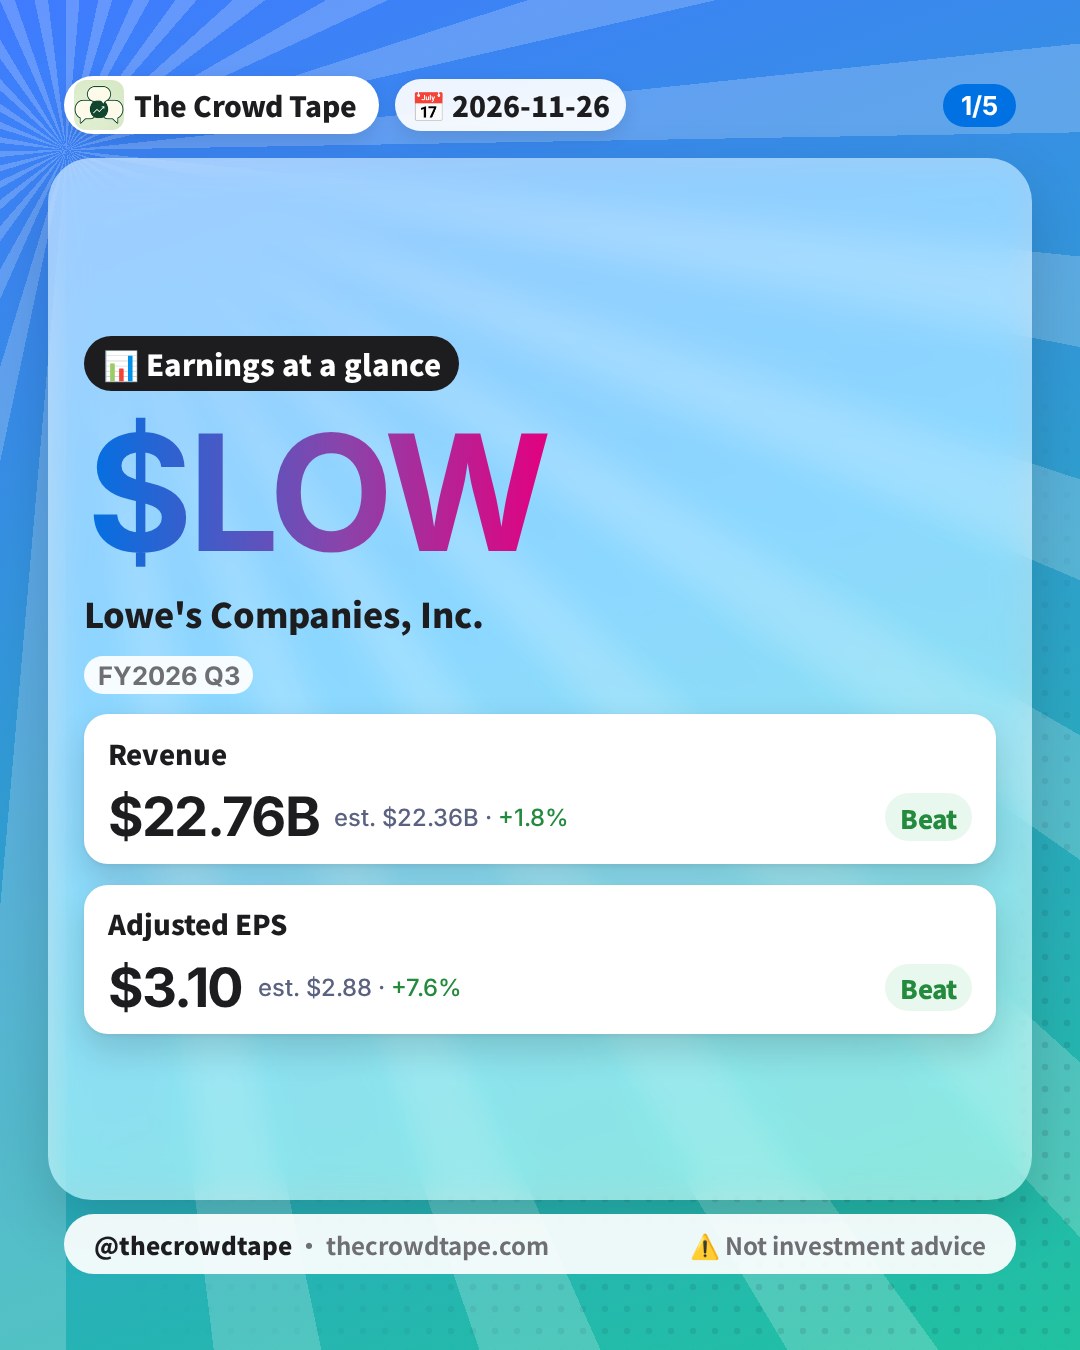 The Crowd Tape
📅 2026-11-26
1/5
📊 Earnings at a glance
$LOW
Lowe's Companies, Inc.
FY2026 Q3
Revenue
$22.76B est. $22.36B · +1.8%
Beat
Adjusted EPS
$3.10 est. $2.88 · +7.6%
Beat
@thecrowdtape • thecrowdtape.com
⚠️ Not investment advice